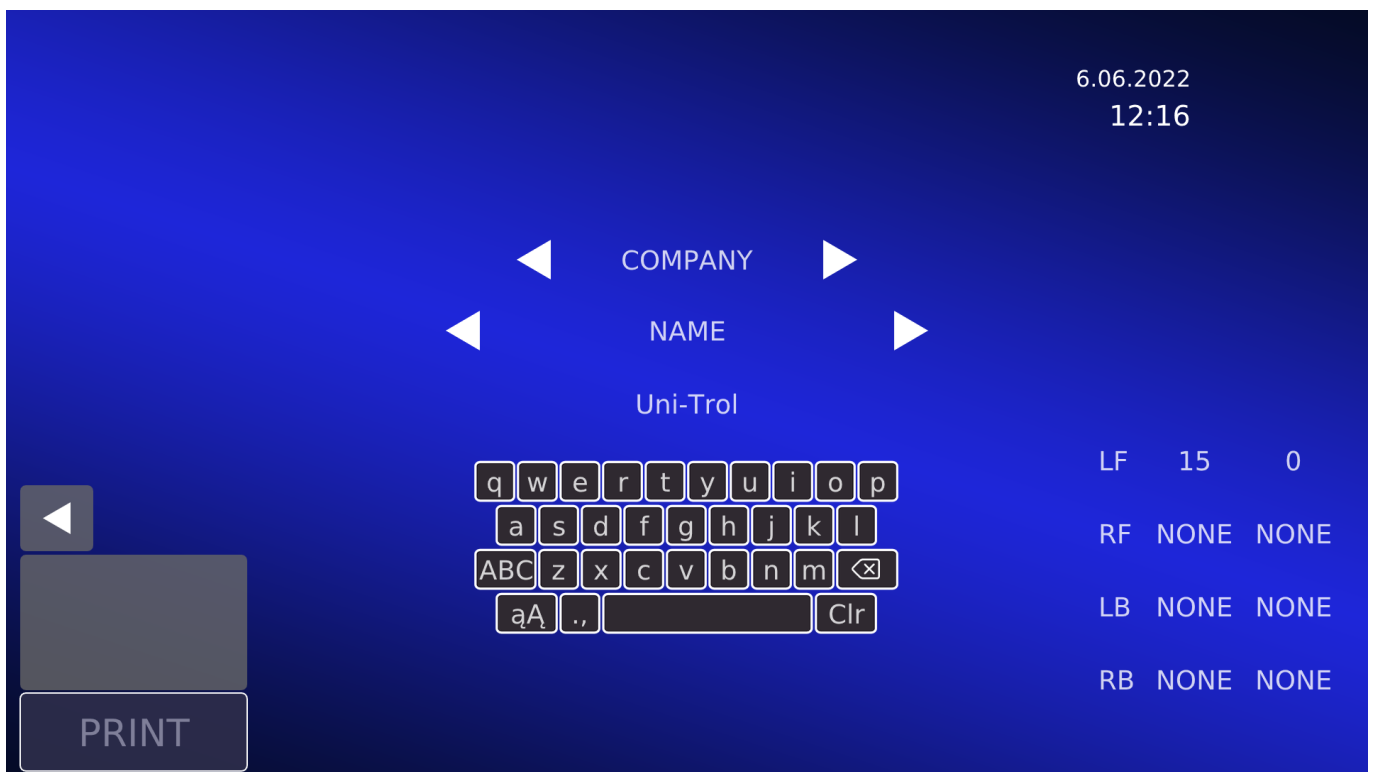 6.06.2022
12:16
COMPANY
NAME
Uni-Trol
q w e r t y u i o p
a s d f g h j k l
ABC z x c v b n m
ąĄ ., Clr
LF 15 0
RF NONE NONE
LB NONE NONE
RB NONE NONE
PRINT